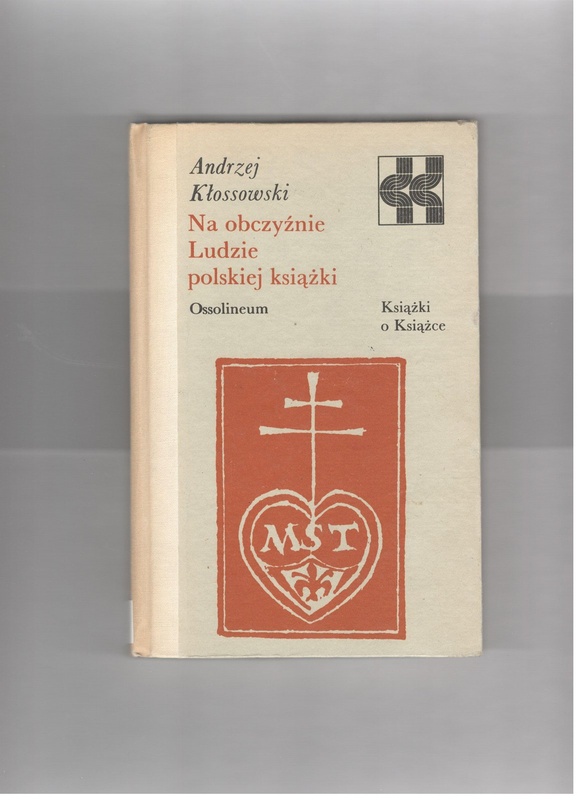 Andrzej
Kłossowski
Na obczyźnie
Ludzie
polskiej książki
Ossolineum
Książki
o Książce
MST